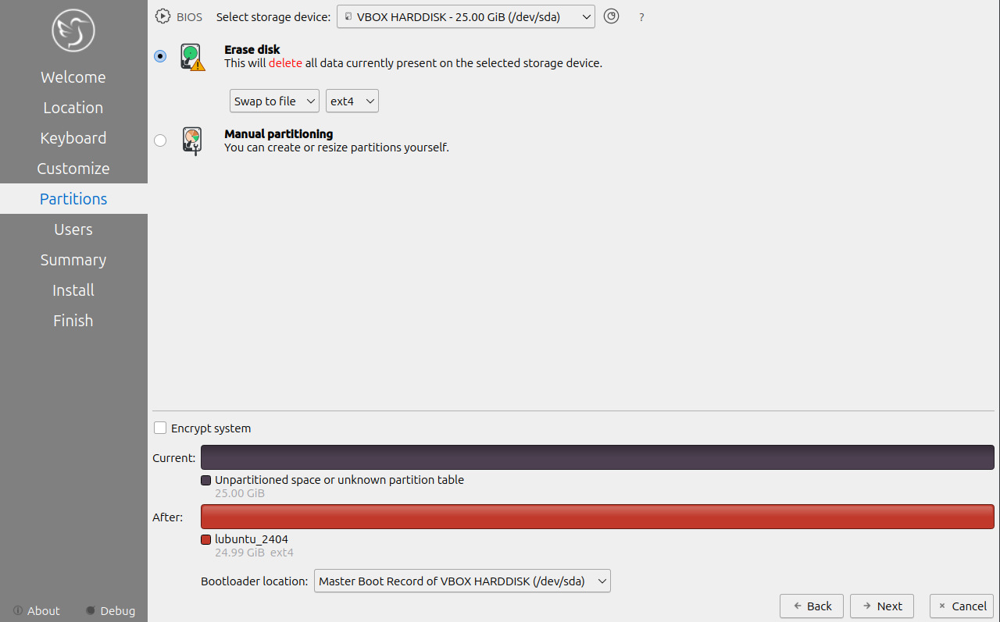 BIOS Select storage device: VBOX HARDDISK - 25.00 GiB (/dev/sda) ?
Welcome
Location
Keyboard
Customize
Partitions
Users
Summary
Install
Finish
About Debug
Erase disk
This will delete all data currently present on the selected storage device.
Swap to file ext4
Manual partitioning
You can create or resize partitions yourself.
Encrypt system
Current:
Unpartitioned space or unknown partition table
25.00 GiB
After:
lubuntu_2404
24.99 GiB ext4
Bootloader location: Master Boot Record of VBOX HARDDISK (/dev/sda)
Back Next Cancel